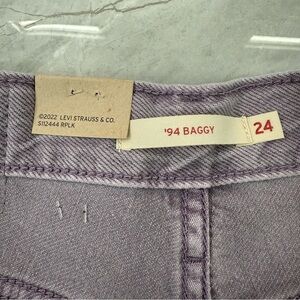 ©2022 LEVI STRAUSS & CO.
S112444 RPLK
'94 BAGGY
24